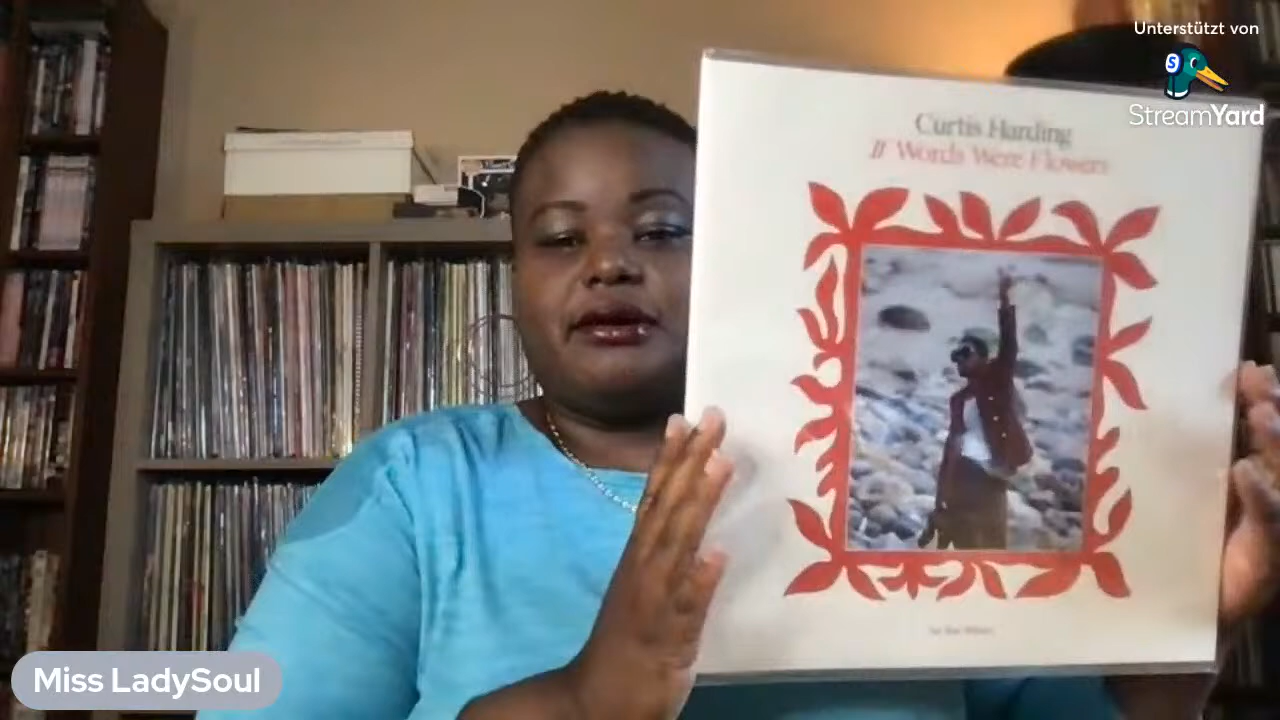 Unterstützt von
StreamYard
Curtis Harding
If Words Were Flowers
Miss LadySoul